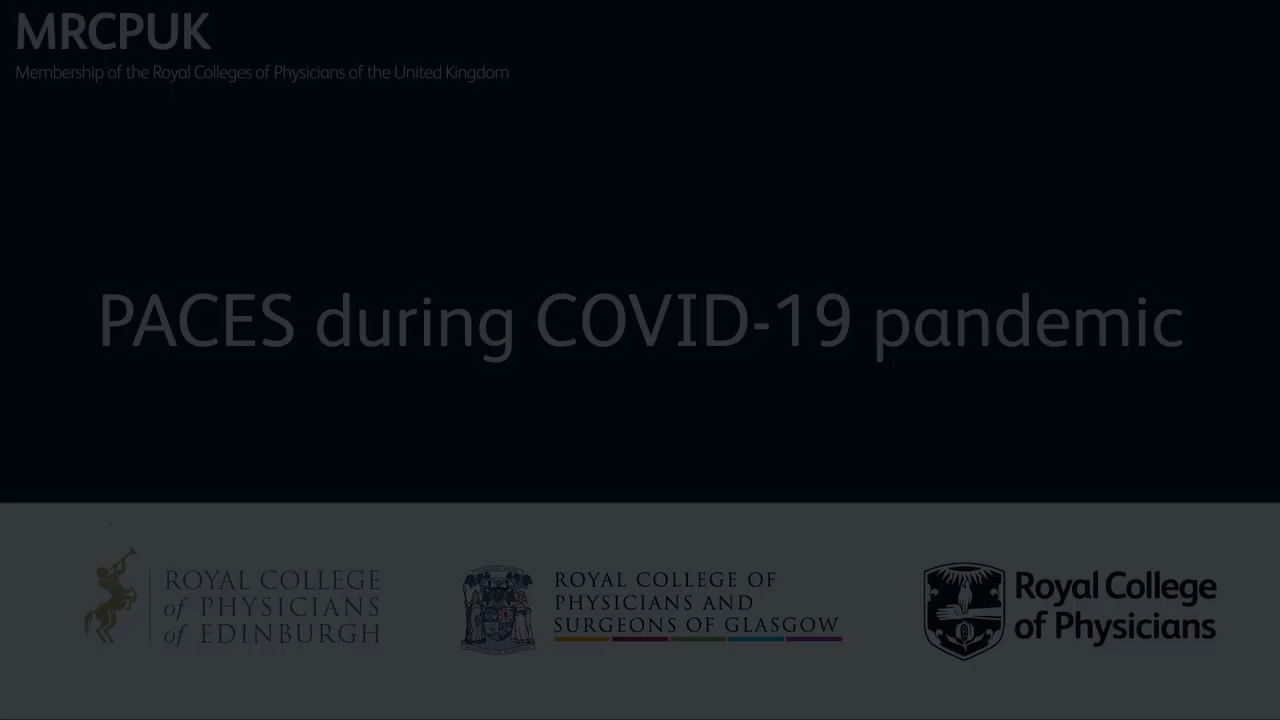 MRCPUK
Membership of the Royal Colleges of Physicians of the United Kingdom
PACES during COVID-19 pandemic
ROYAL COLLEGE
of PHYSICIANS
of EDINBURGH
ROYAL COLLEGE OF
PHYSICIANS AND
SURGEONS OF GLASGOW
Royal College
of Physicians